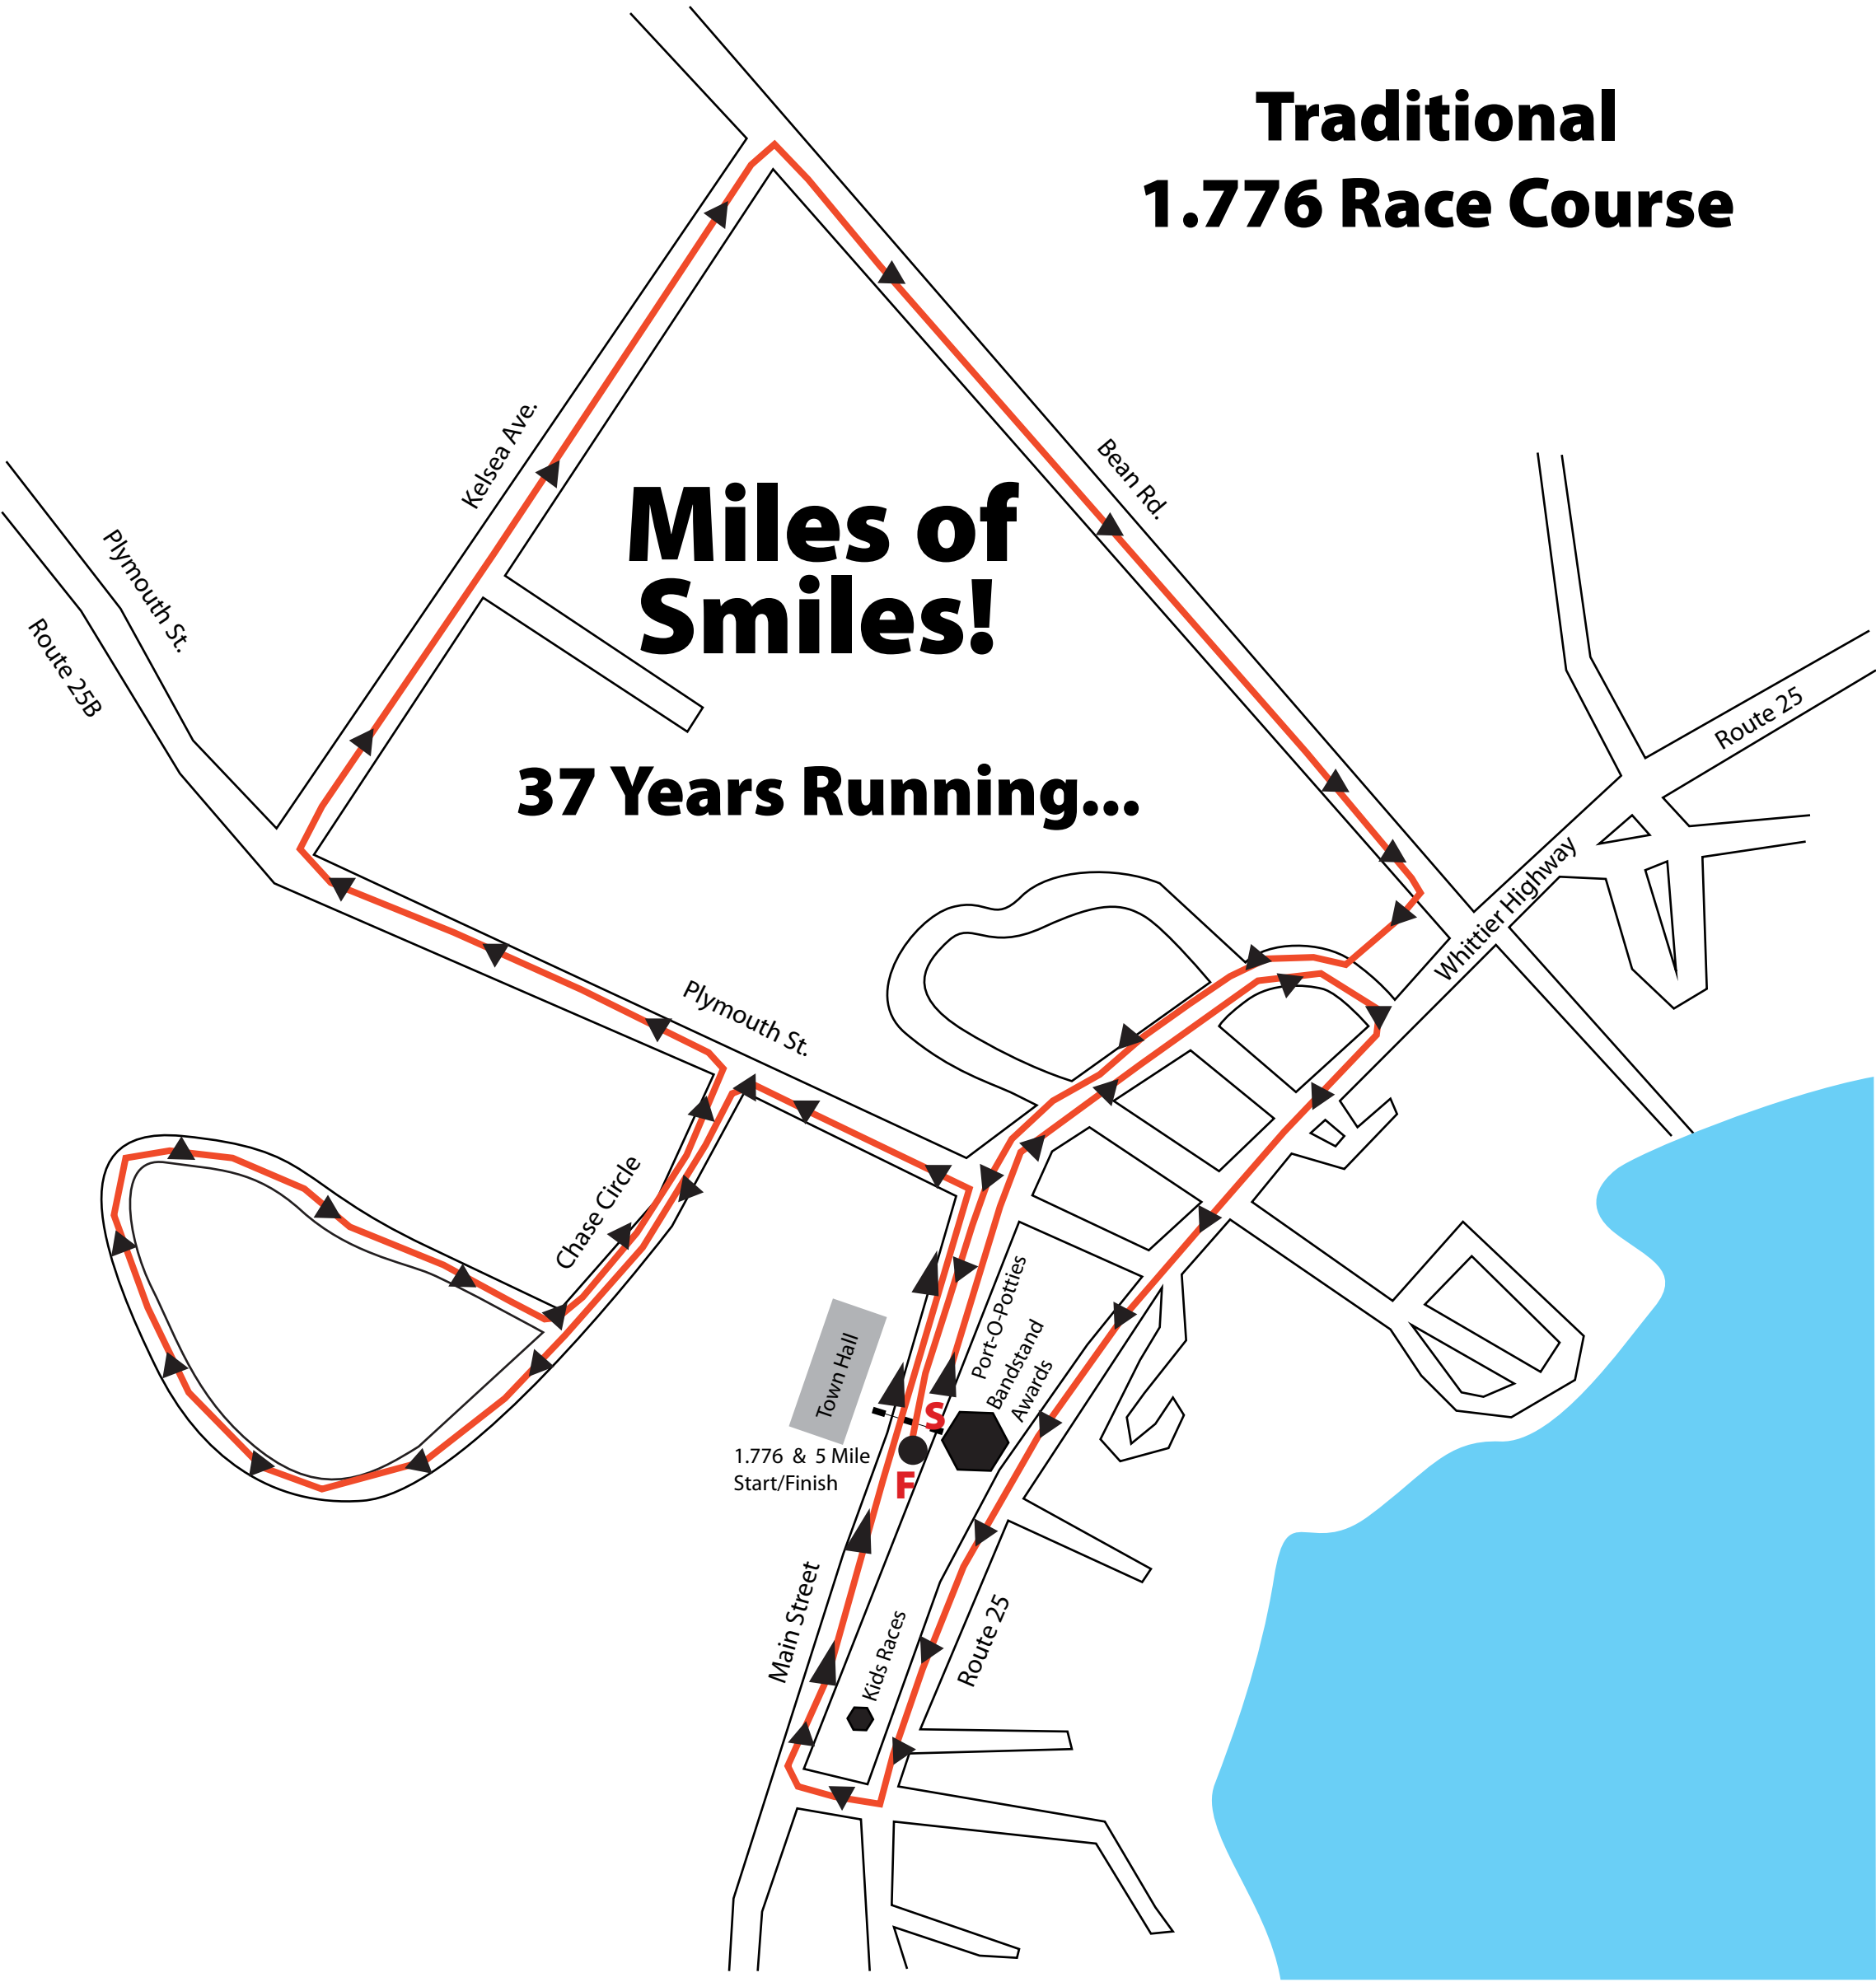 Traditional
1.776 Race Course
Kelsea Ave.
Bean Rd.
Miles of
Smiles!
Plymouth St.
Route 25B
Route 25
37 Years Running...
Whittier Highway
Plymouth St.
Chase Circle
Port-O-Potties
Bandstand
Awards
Town Hall
S
1.776 & 5 Mile
Start/Finish
F
Main Street
Kids Races
Route 25